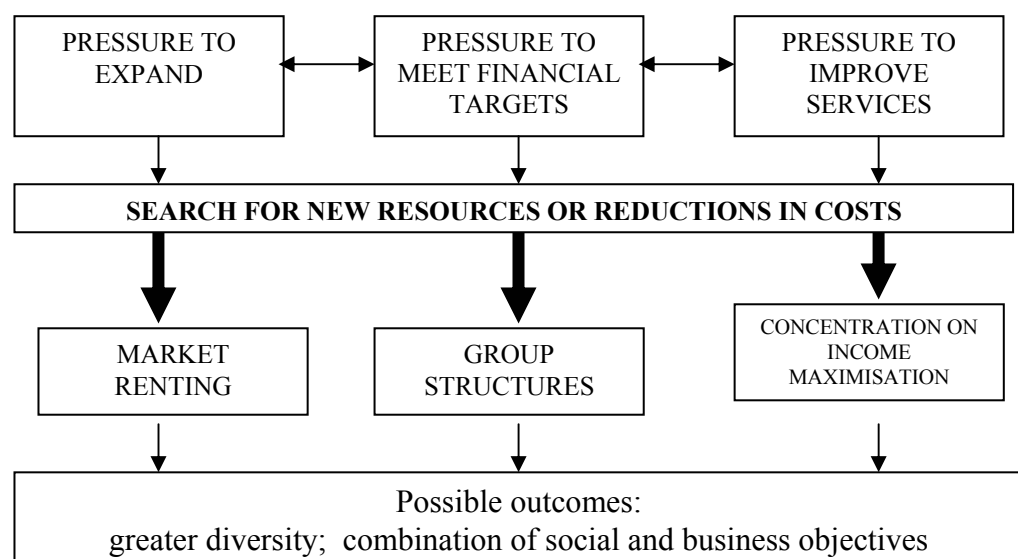 PRESSURE TO
EXPAND
PRESSURE TO
MEET FINANCIAL
TARGETS
PRESSURE TO
IMPROVE
SERVICES
SEARCH FOR NEW RESOURCES OR REDUCTIONS IN COSTS
MARKET
RENTING
GROUP
STRUCTURES
CONCENTRATION ON
INCOME
MAXIMISATION
Possible outcomes:
greater diversity; combination of social and business objectives